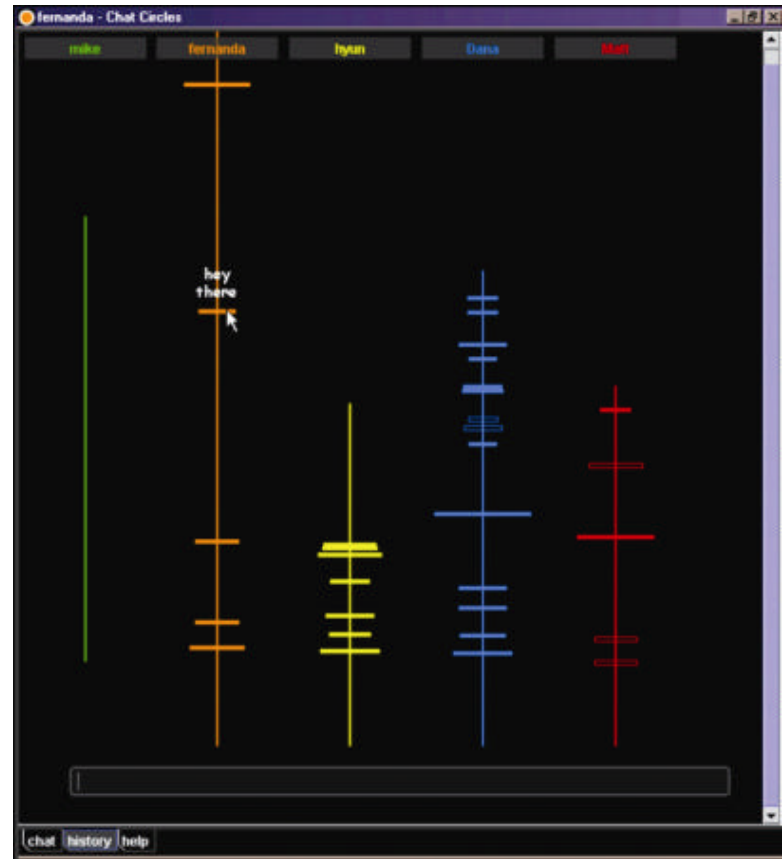 fernanda - Chat Circles
mike fernanda hyun Dana Matt
hey
there
chat history help